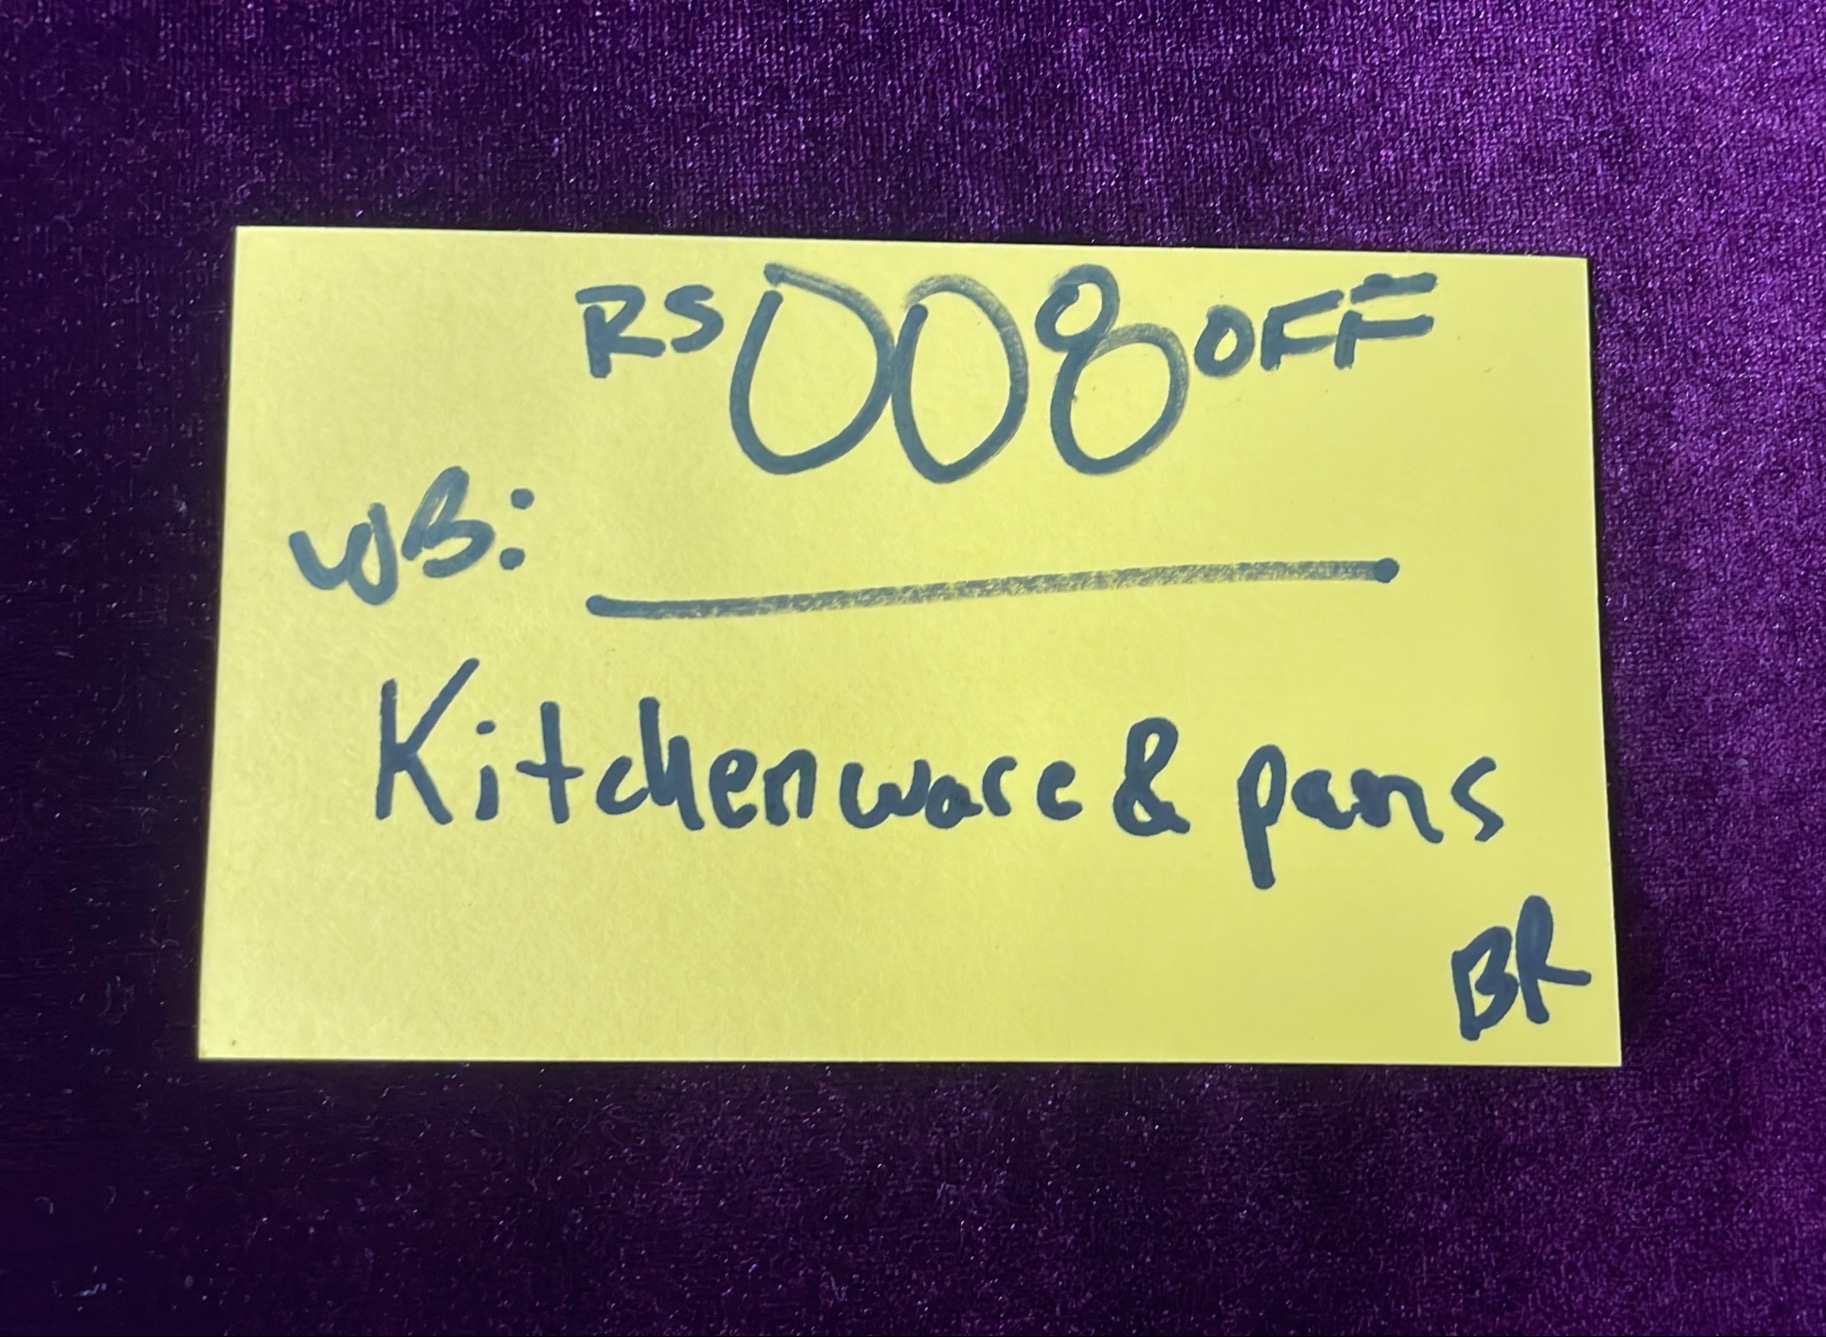 RS 008 OFF
WB:
Kitchenware & pans
BR